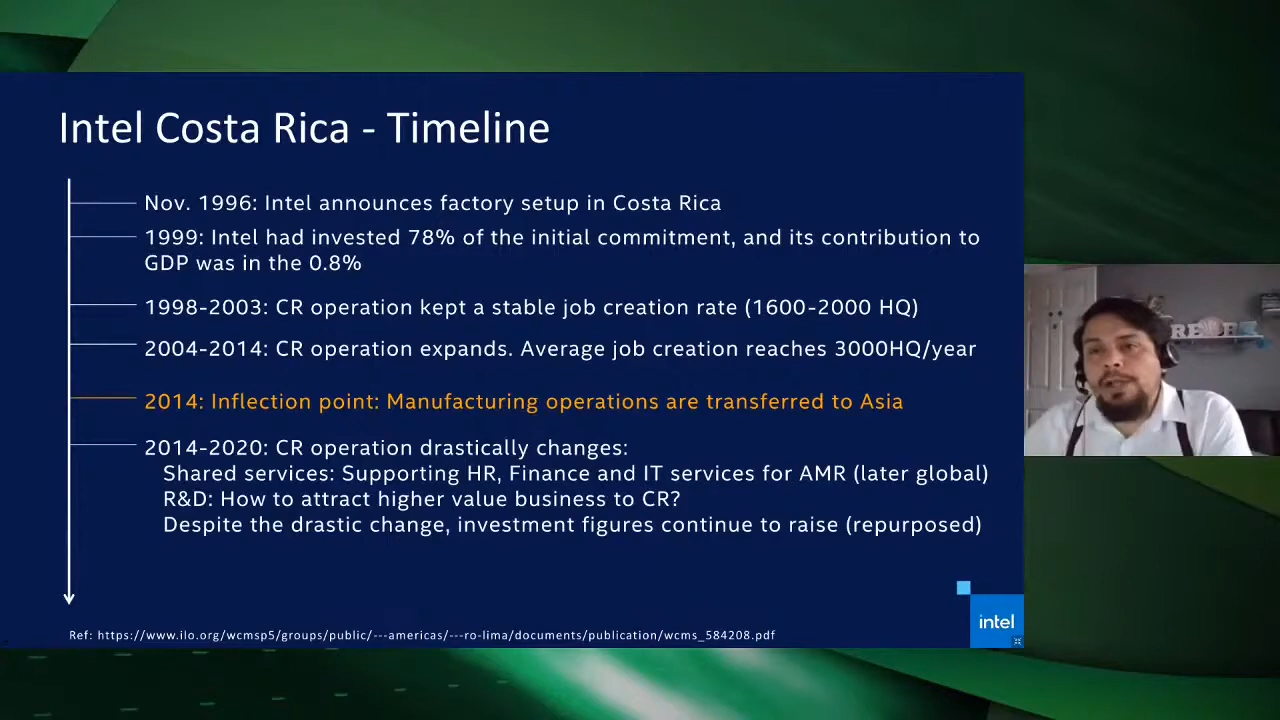 Intel Costa Rica - Timeline
Nov. 1996: Intel announces factory setup in Costa Rica
1999: Intel had invested 78% of the initial commitment, and its contribution to
GDP was in the 0.8%
1998-2003: CR operation kept a stable job creation rate (1600-2000 HQ)
2004-2014: CR operation expands. Average job creation reaches 3000HQ/year
2014: Inflection point: Manufacturing operations are transferred to Asia
2014-2020: CR operation drastically changes:
Shared services: Supporting HR, Finance and IT services for AMR (later global)
R&D: How to attract higher value business to CR?
Despite the drastic change, investment figures continue to raise (repurposed)
Ref: https://www.ilo.org/wcmsp5/groups/public/---americas/---ro-lima/documents/publication/wcms_584208.pdf
intel